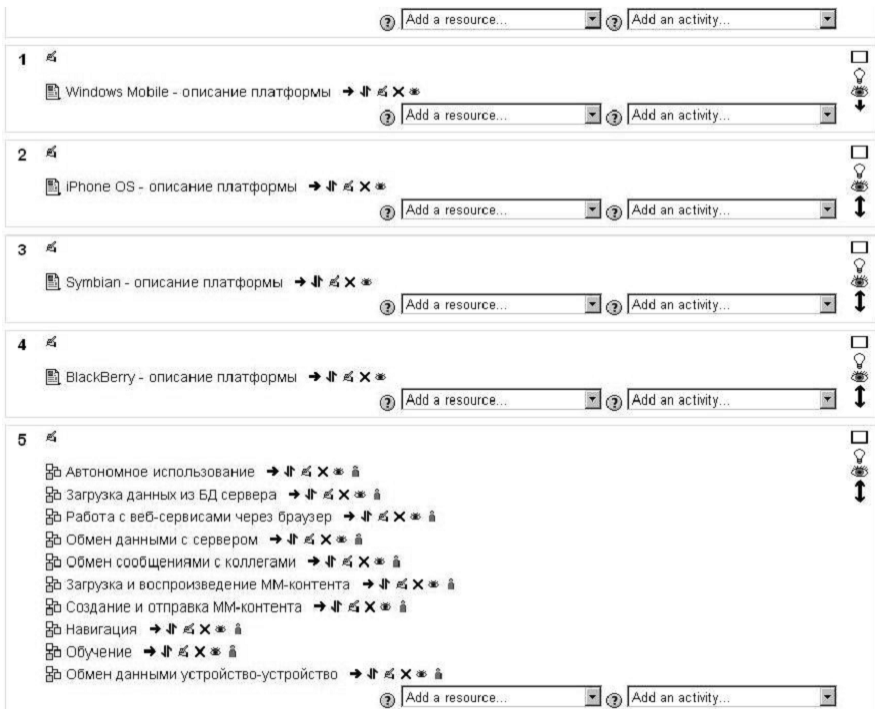 Add a resource... Add an activity...
1
Windows Mobile - описание платформы
Add a resource... Add an activity...
2
iPhone OS - описание платформы
Add a resource... Add an activity...
3
Symbian - описание платформы
Add a resource... Add an activity...
4
BlackBerry - описание платформы
Add a resource... Add an activity...
5
Автономное использование
Загрузка данных из БД сервера
Работа с веб-сервисами через браузер
Обмен данными с сервером
Обмен сообщениями с коллегами
Загрузка и воспроизведение ММ-контента
Создание и отправка ММ-контента
Навигация
Обучение
Обмен данными устройство-устройство
Add a resource... Add an activity...